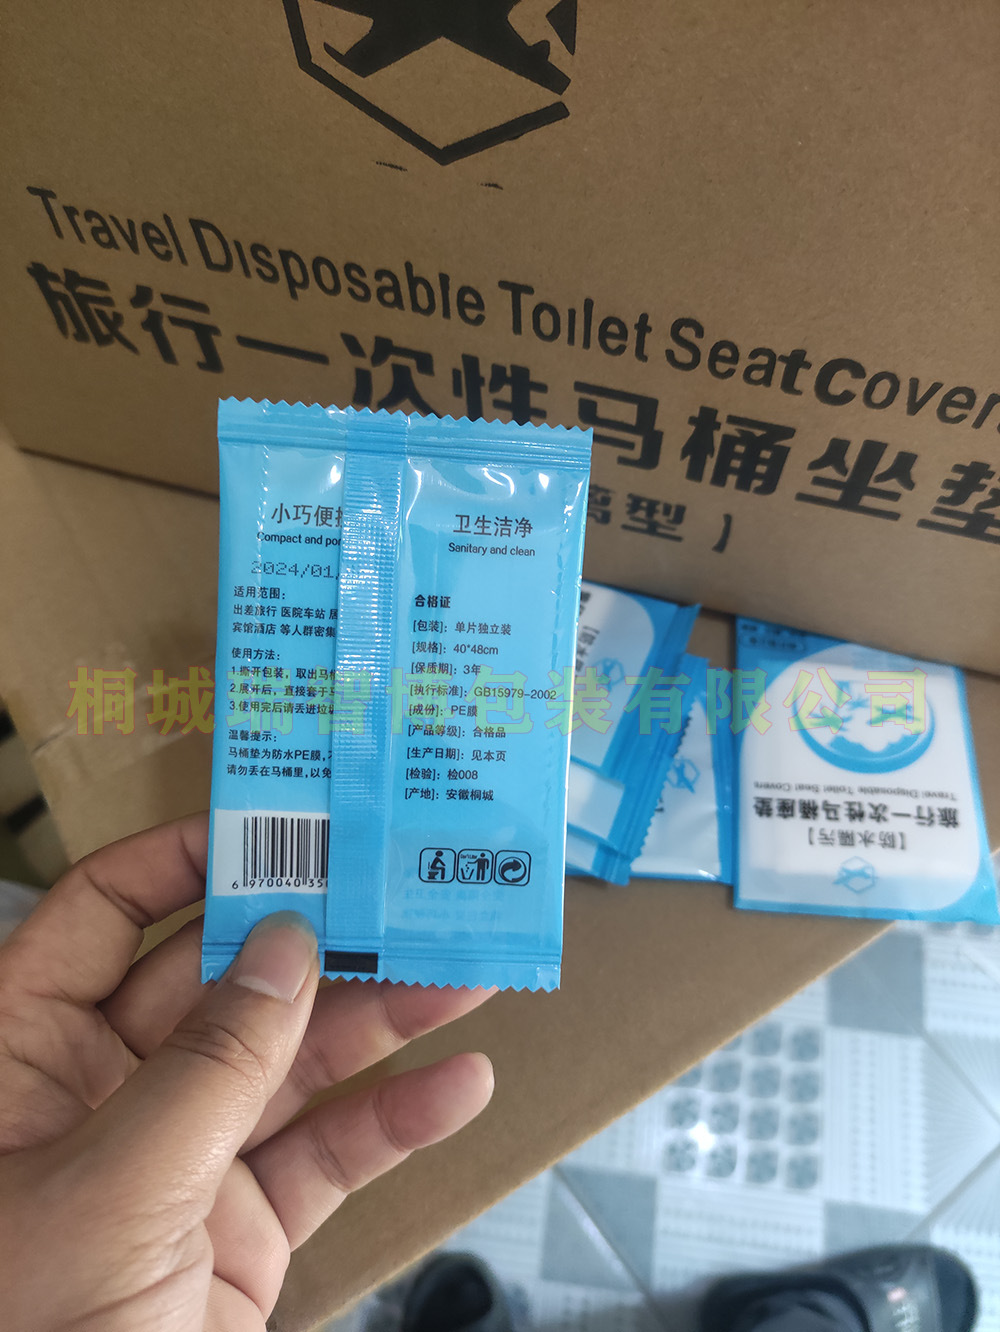 Travel Disposable Toilet Seat Covers
旅行一次性马桶坐垫
型）
小巧便
Compact and
2024/01
适用范围：
出差旅行 医院车站
宾馆酒店 等人群密集
使用方法：
1.撕开包装，取出马桶
2.展开后，直接套于马
3.使用完后请丢进垃圾
温馨提示：
马桶垫为防水PE膜，
请勿丢在马桶里，以免
6 970040 350
卫生洁净
Sanitary and clean
合格证
[包装]：单片独立装
[规格]：40*48cm
[保质期]：3年
[执行标准]：GB15979-2002
[成份]：PE膜
[产品等级]：合格品
[生产日期]：见本页
[检验]：检008
[产地]：安徽桐城
桐城瑞智博包装有限公司
【防水隔污】
旅行一次性马桶座垫
Travel Disposable Toilet Seat Covers